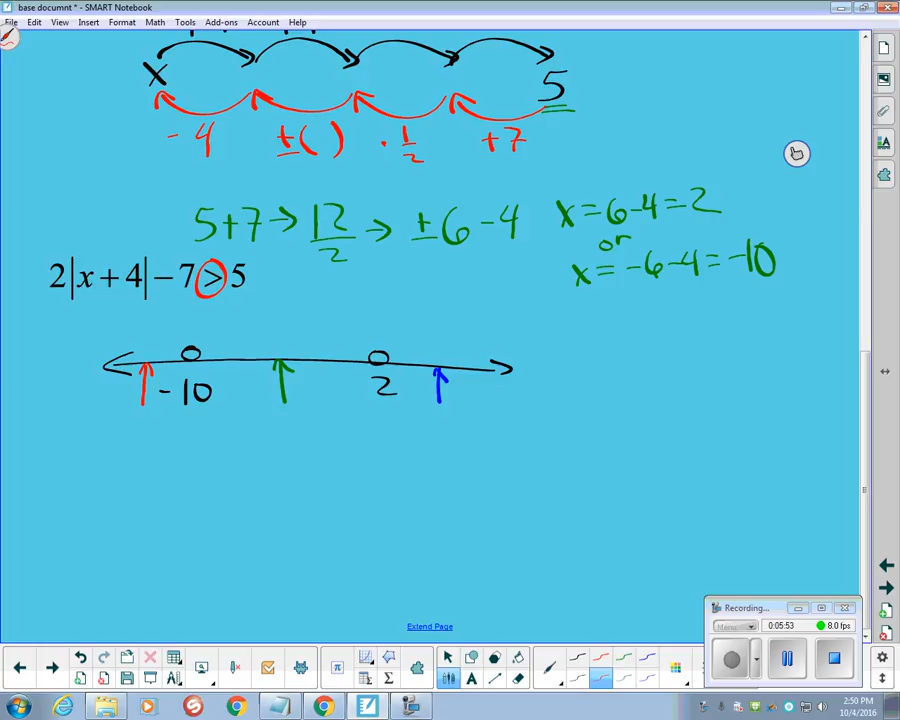 base documnt * - SMART Notebook
File Edit View Insert Format Math Tools Add-ons Account Help
x 5
- 4 ±( ) · 1/2 +7
5+7 → 12/2 → ±6-4
x = 6-4 = 2
or
x = -6-4 = -10
2|x + 4| - 7 > 5
-10 2
Extend Page
Recording...
Menu 0:05:53 8.0 fps
2:50 PM
10/4/2016